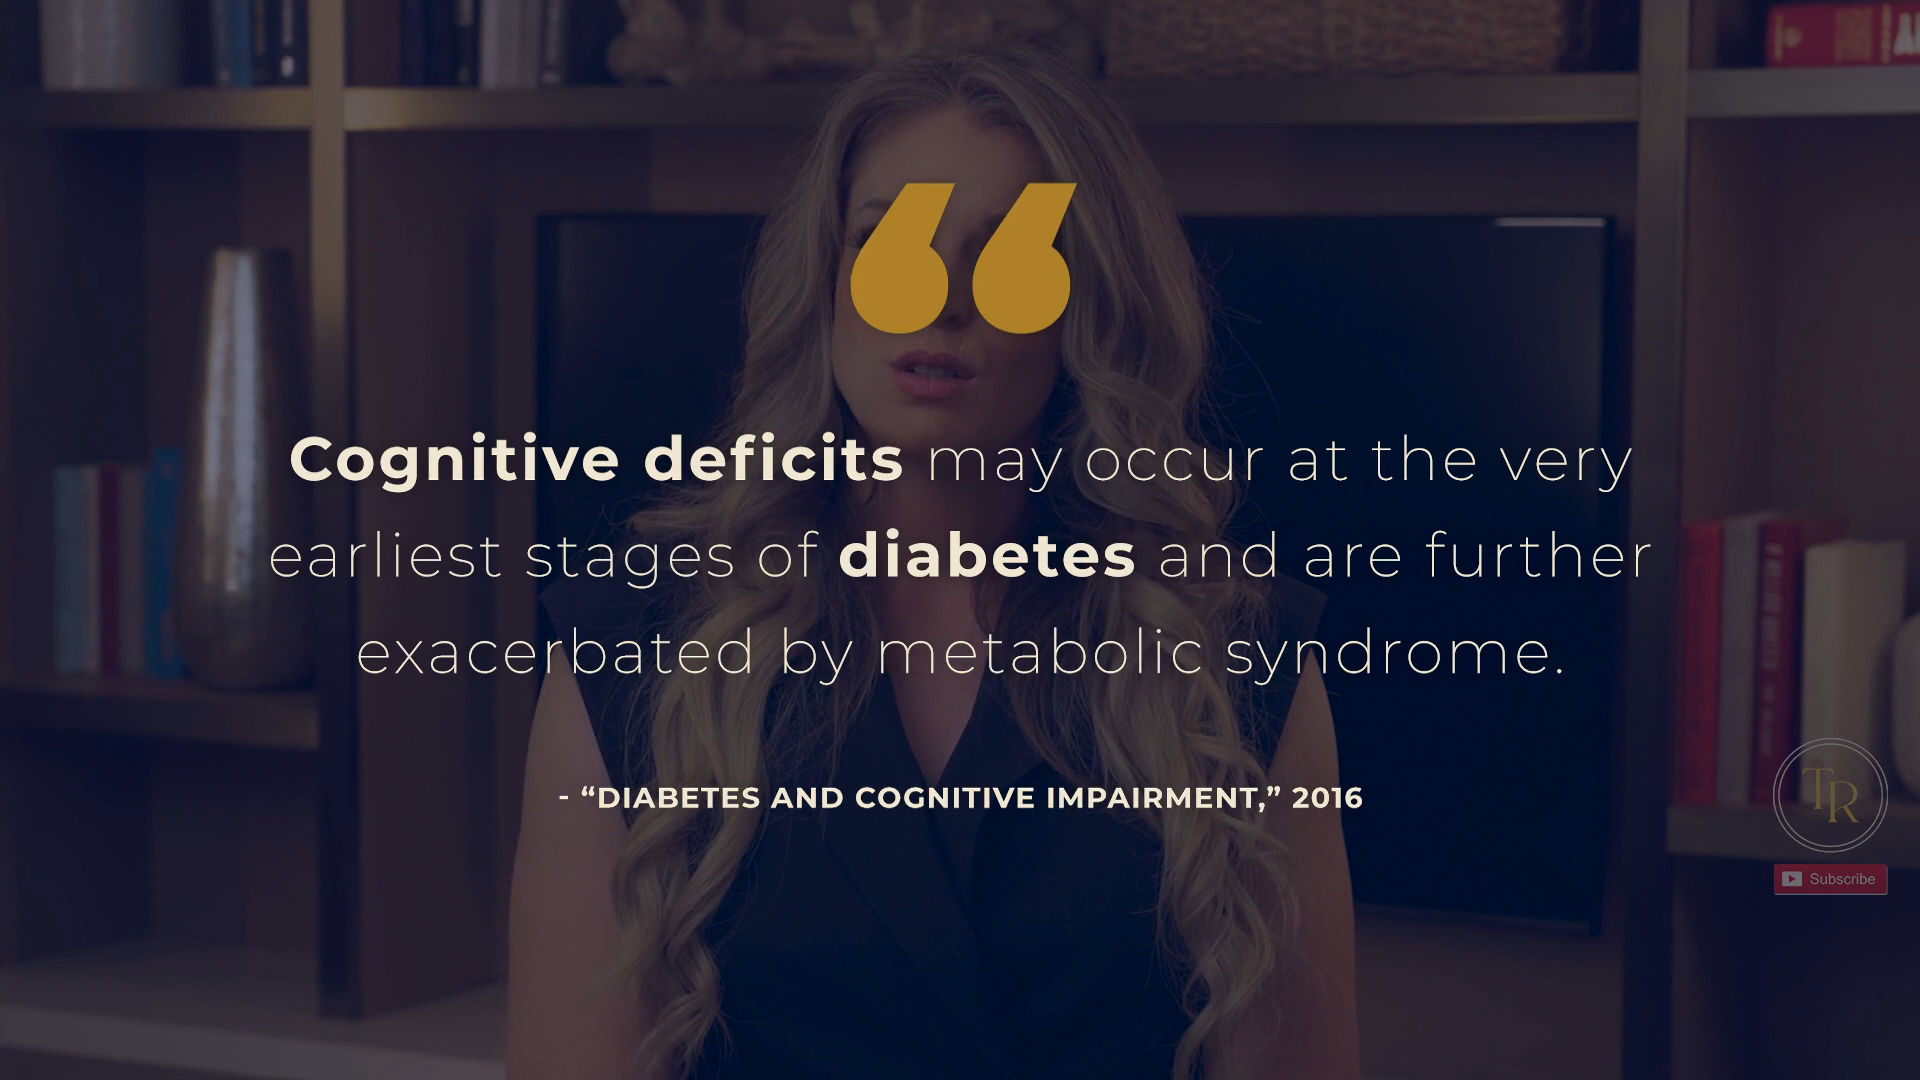 Cognitive deficits may occur at the very
earliest stages of diabetes and are further
exacerbated by metabolic syndrome.
- “DIABETES AND COGNITIVE IMPAIRMENT,” 2016
TR
Subscribe